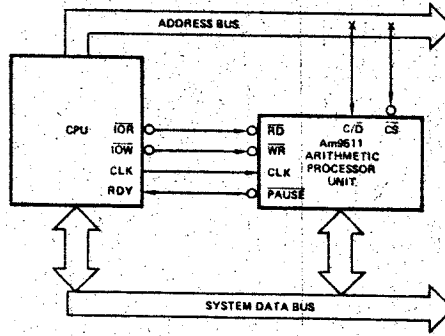 ADDRESS BUS
CPU
IOR
IOW
CLK
RDY
RD
WR
CLK
PAUSE
C/D CS
Am9511
ARITHMETIC
PROCESSOR
UNIT
SYSTEM DATA BUS